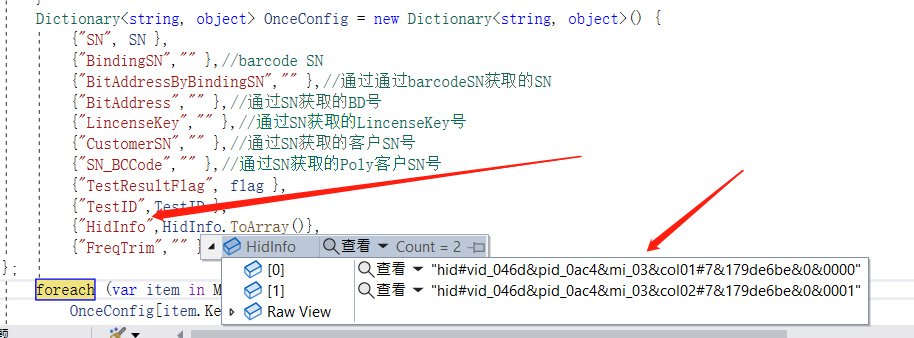 Dictionary<string, object> OnceConfig = new Dictionary<string, object>() {
{"SN", SN },
{"BindingSN","" },//barcode SN
{"BitAddressByBindingSN","" },//通过通过barcodeSN获取的SN
{"BitAddress","" },//通过SN获取的BD号
{"LincenseKey","" },//通过SN获取的LincenseKey号
{"CustomerSN","" },//通过SN获取的客户SN号
{"SN_BCCode","" },//通过SN获取的Poly客户SN号
{"TestResultFlag", flag },
{"TestID",TestID },
{"HidInfo",HidInfo.ToArray()},
{"FreqTrim","" }
HidInfo 查看 Count = 2
};
[0] 查看 "hid#vid_046d&pid_0ac4&mi_03&col01#7&179de6be&0&0000"
foreach (var item in M
[1] 查看 "hid#vid_046d&pid_0ac4&mi_03&col02#7&179de6be&0&0001"
OnceConfig[item.Ke
Raw View
题